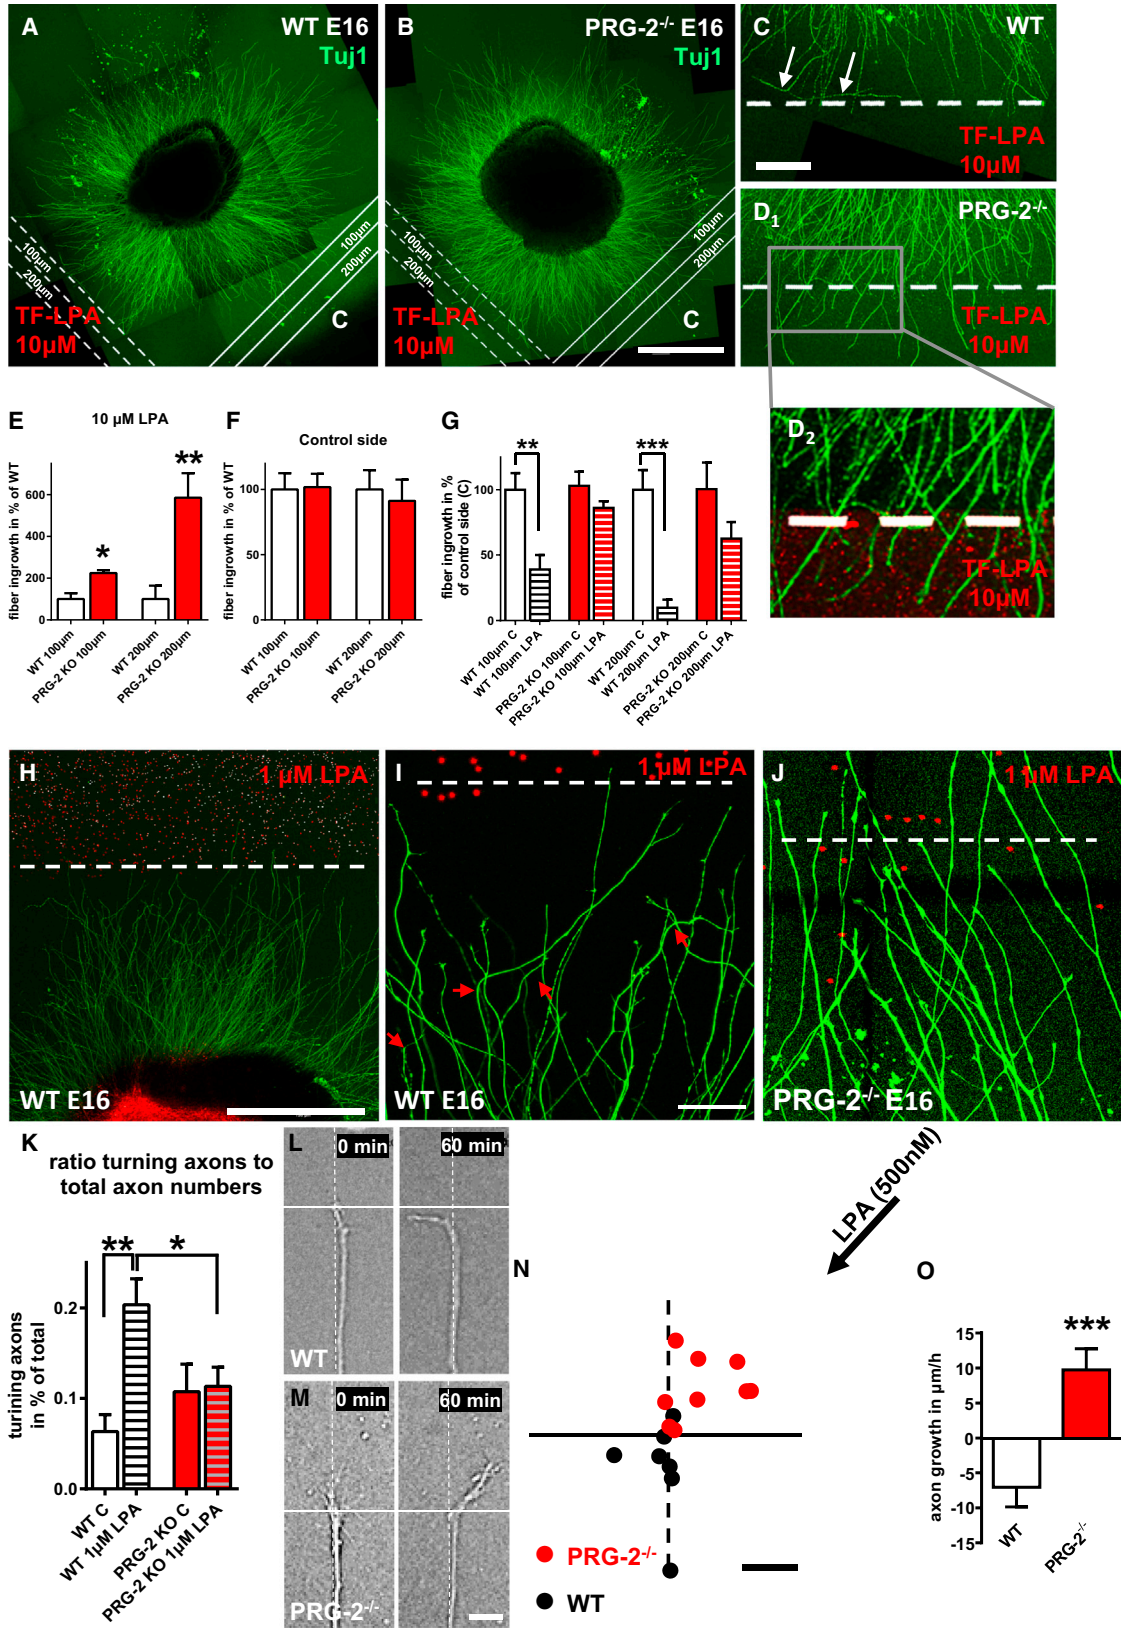 A
WT E16
Tuj1
100µm
200µm
100µm
200µm
TF-LPA
10µM
C
B
PRG-2-/- E16
Tuj1
100µm
200µm
100µm
200µm
TF-LPA
10µM
C
C
WT
TF-LPA
10µM
D1
PRG-2-/-
TF-LPA
10µM
D2
TF-LPA
10µM
E
10 µM LPA
fiber ingrowth in % of WT
600
400
200
0
*
**
WT 100µm
PRG-2 KO 100µm
WT 200µm
PRG-2 KO 200µm
F
Control side
fiber ingrowth in % of WT
100
50
0
WT 100µm
PRG-2 KO 100µm
WT 200µm
PRG-2 KO 200µm
G
fiber ingrowth in %
of control side (C)
100
50
0
**
***
WT 100µm C
WT 100µm LPA
PRG-2 KO 100µm C
PRG-2 KO 100µm LPA
WT 200µm C
WT 200µm LPA
PRG-2 KO 200µm C
PRG-2 KO 200µm LPA
H
1 µM LPA
WT E16
I
1 µM LPA
WT E16
J
1 µM LPA
PRG-2-/- E16
K
ratio turning axons to
total axon numbers
turining axons
in % of total
0.2
0.1
0.0
**
*
WT C
WT 1µM LPA
PRG-2 KO C
PRG-2 KO 1µM LPA
L
0 min
60 min
WT
M
0 min
60 min
PRG-2-/-
N
LPA (500nM)
PRG-2-/-
WT
O
axon growth in µm/h
15
10
5
0
-5
-10
-15
***
WT
PRG-2-/-